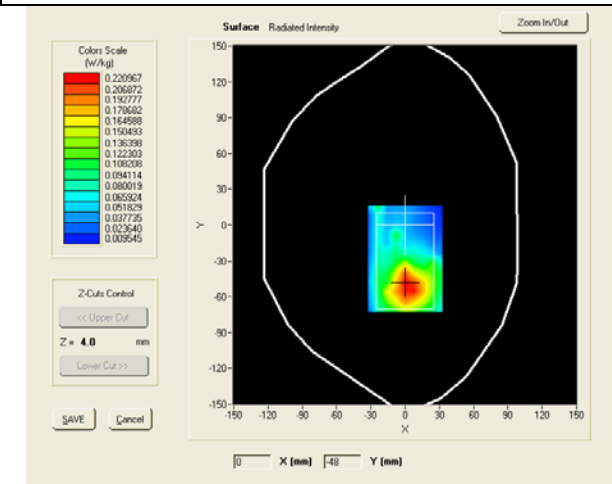 Surface Radiated Intensity
Zoom In/Out
Colors Scale
(W/kg)
0.220967
0.206872
0.192777
0.178682
0.164588
0.150493
0.136398
0.122303
0.108208
0.094114
0.080019
0.065924
0.051829
0.037735
0.023640
0.009545
Z-Cuts Control
<< Upper Cut
Z = 4.0 mm
Lower Cut >>
SAVE Cancel
Y
150
120
90
60
30
0
-30
-60
-90
-120
-150
-150 -120 -90 -60 -30 0 30 60 90 120 150
X
0 X (mm) -48 Y (mm)